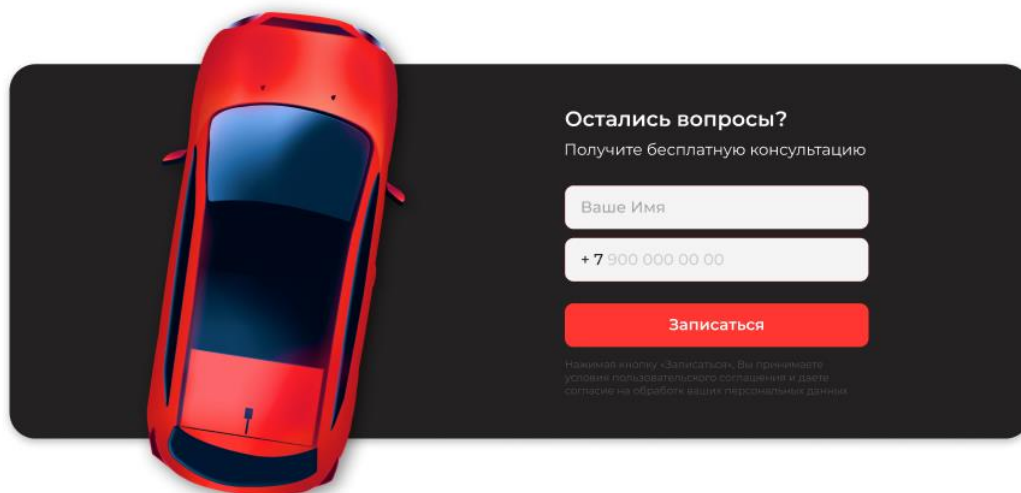 Остались вопросы?
Получите бесплатную консультацию
Ваше Имя
+ 7 900 000 00 00
Записаться
Нажимая кнопку «Записаться», Вы принимаете
условия пользовательского соглашения и даете
согласие на обработк ваших персональных данных